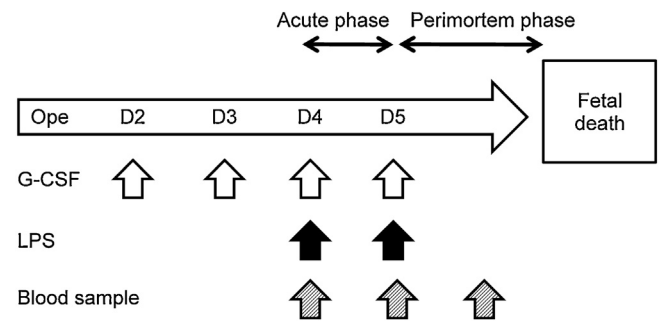 Acute phase Perimortem phase
Ope D2 D3 D4 D5
Fetal
death
G-CSF
LPS
Blood sample